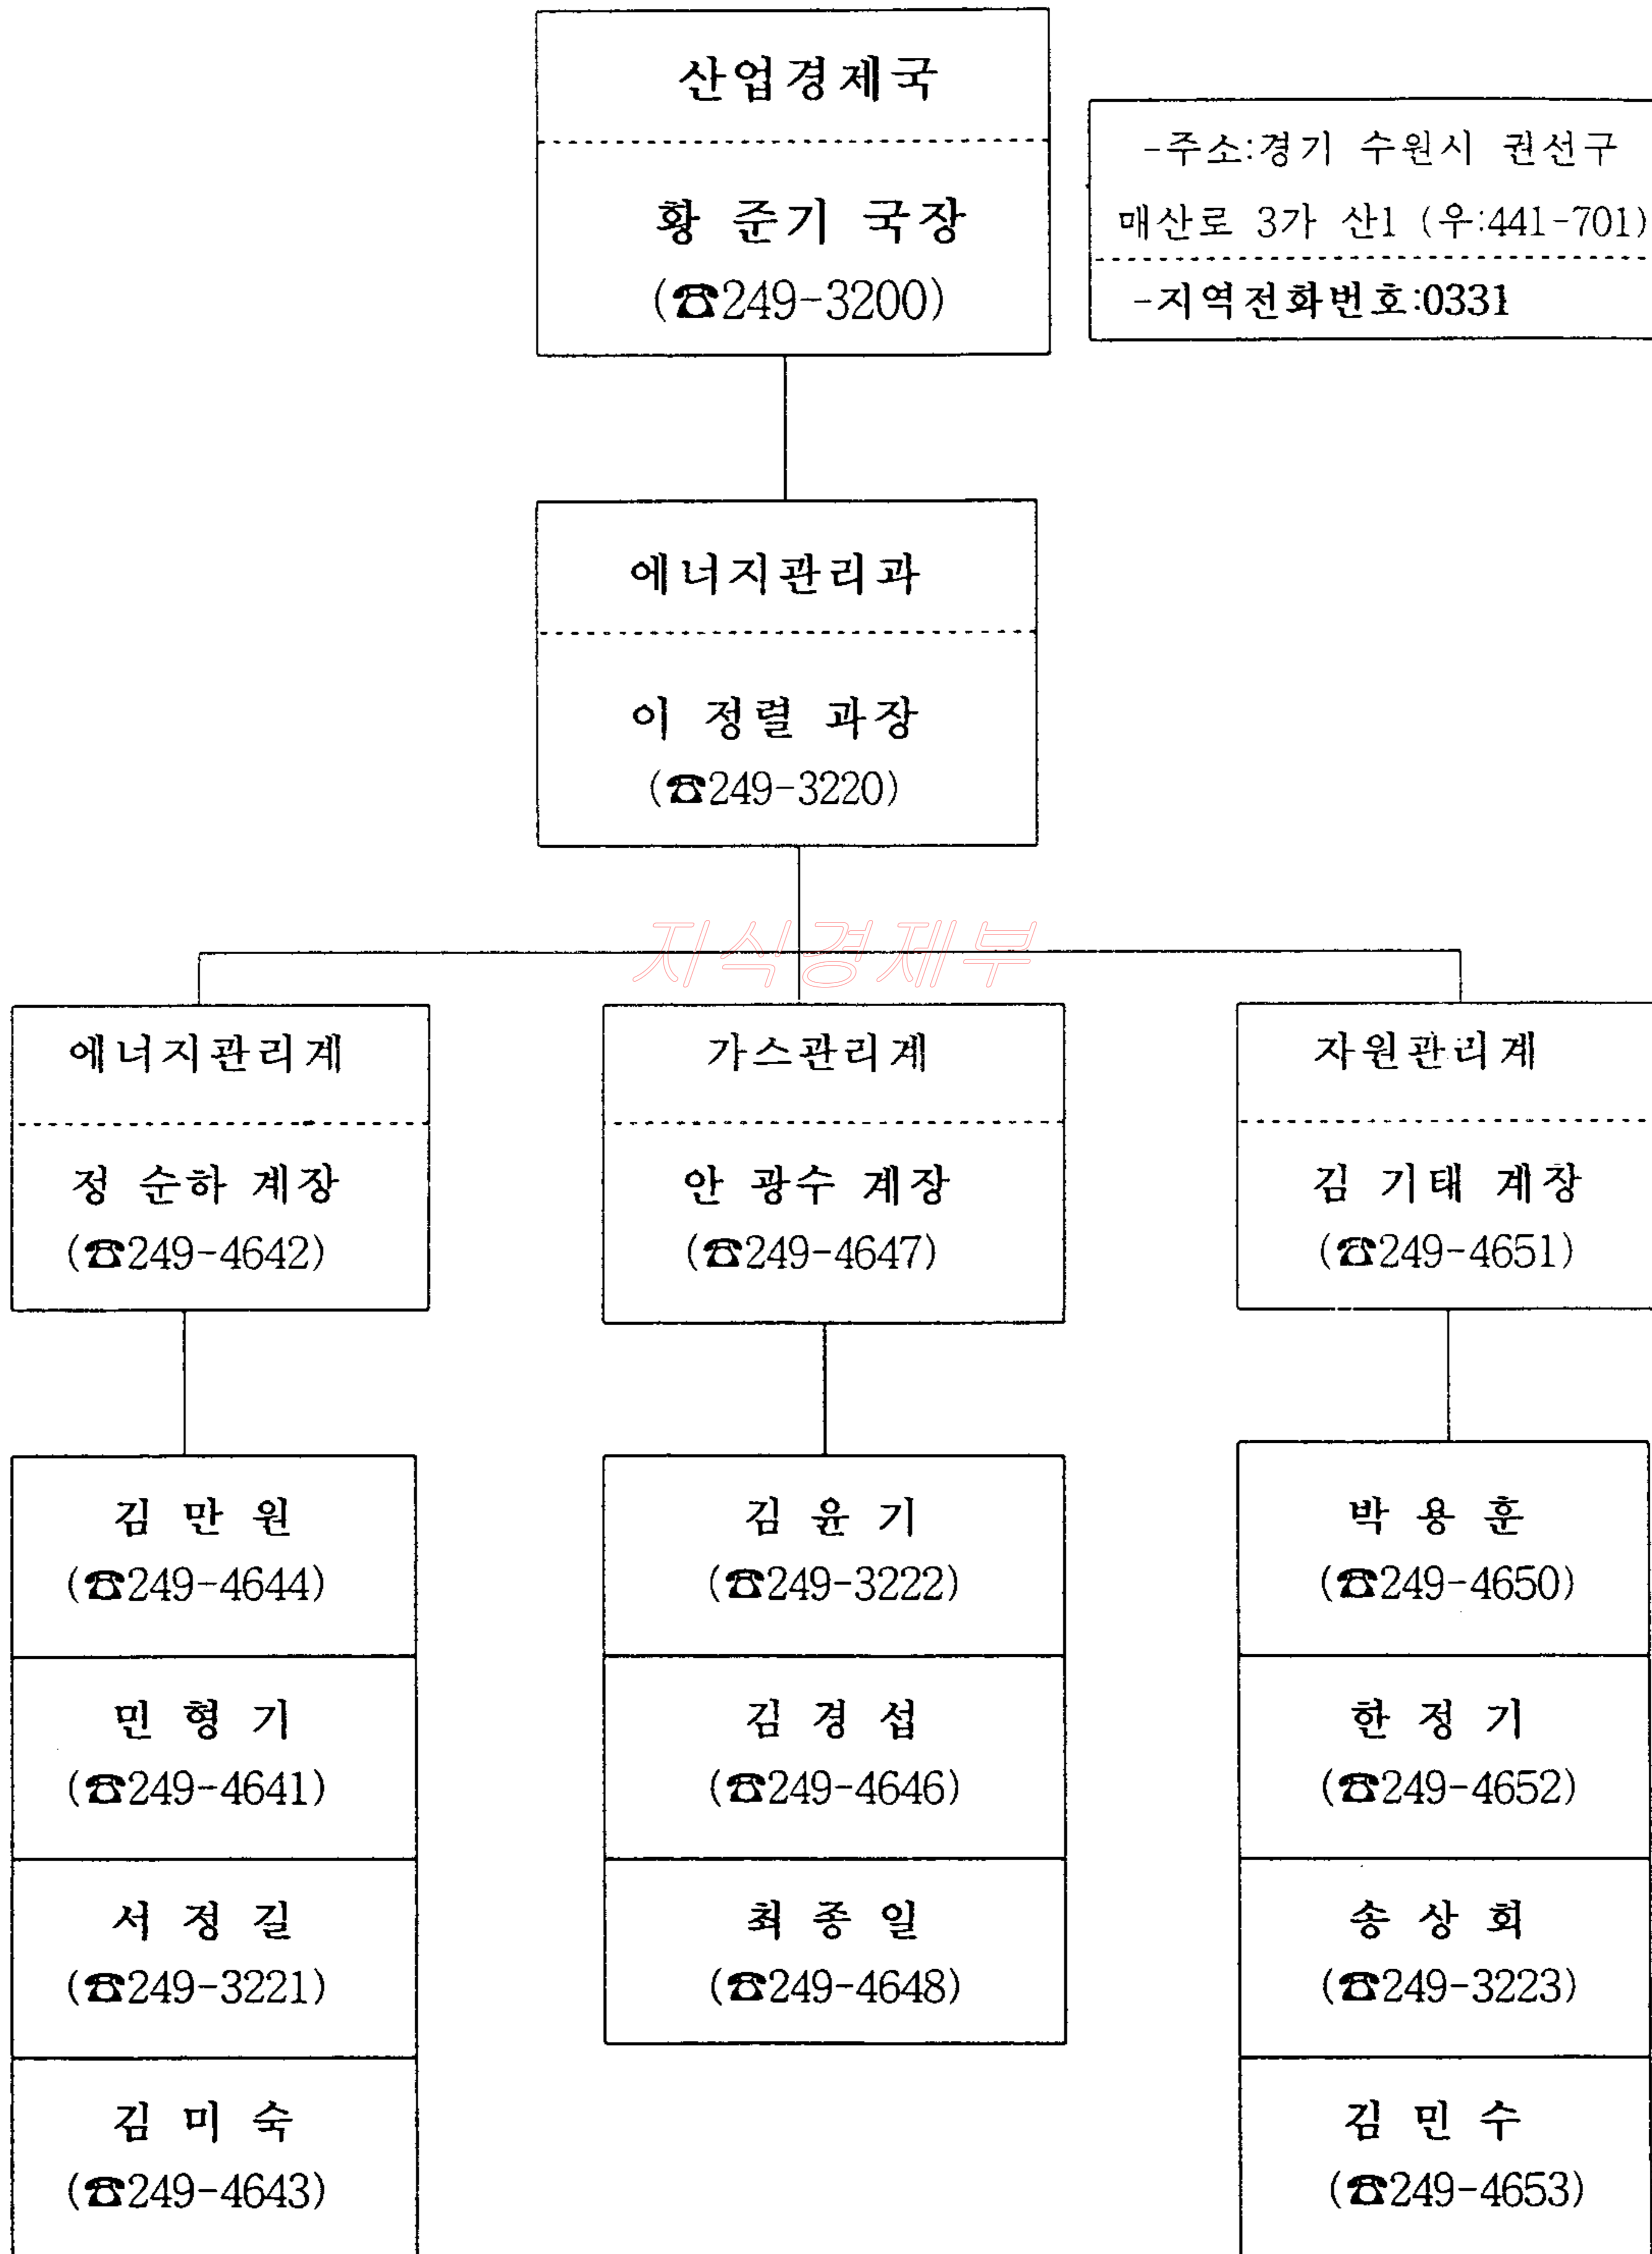 산업경제국
황 준기 국장
(☎249-3200)
-주소:경기 수원시 권선구
매산로 3가 산1 (우:441-701)
-지역전화번호:0331
에너지관리과
이 정렬 과장
(☎249-3220)
지식경제부
에너지관리계
정 순하 계장
(☎249-4642)
가스관리계
안 광수 계장
(☎249-4647)
자원관리계
김 기태 계장
(☎249-4651)
김 만 원
(☎249-4644)
민 형 기
(☎249-4641)
서 정 길
(☎249-3221)
김 미 숙
(☎249-4643)
김 윤 기
(☎249-3222)
김 경 섭
(☎249-4646)
최 종 일
(☎249-4648)
박 용 훈
(☎249-4650)
한 정 기
(☎249-4652)
송 상 회
(☎249-3223)
김 민 수
(☎249-4653)